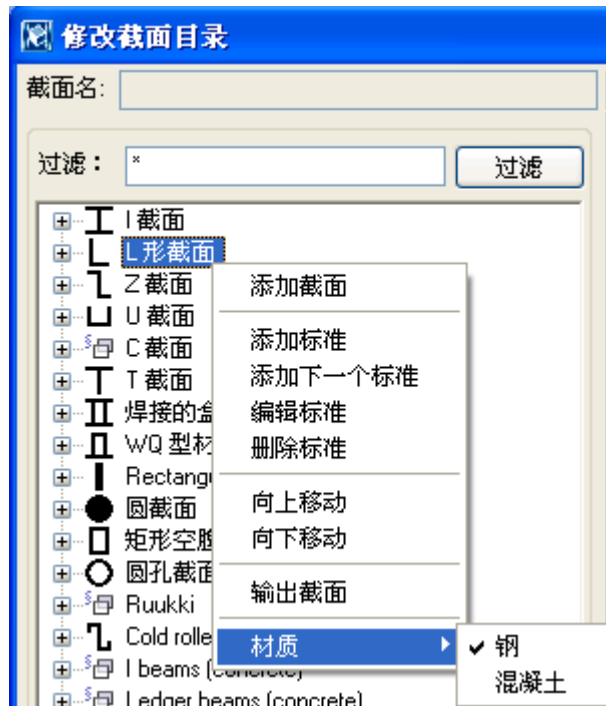 修改截面目录
截面名:
过滤： * 过滤
I 截面
L 形截面
Z 截面
U 截面
C 截面
T 截面
焊接的
WQ 型
Rectang
圆截面
矩形空
圆孔截
Ruukki
Cold rolle
I beams (concrete)
Ledger beams (concrete)
添加截面
添加标准
添加下一个标准
编辑标准
删除标准
向上移动
向下移动
输出截面
材质
钢
混凝土